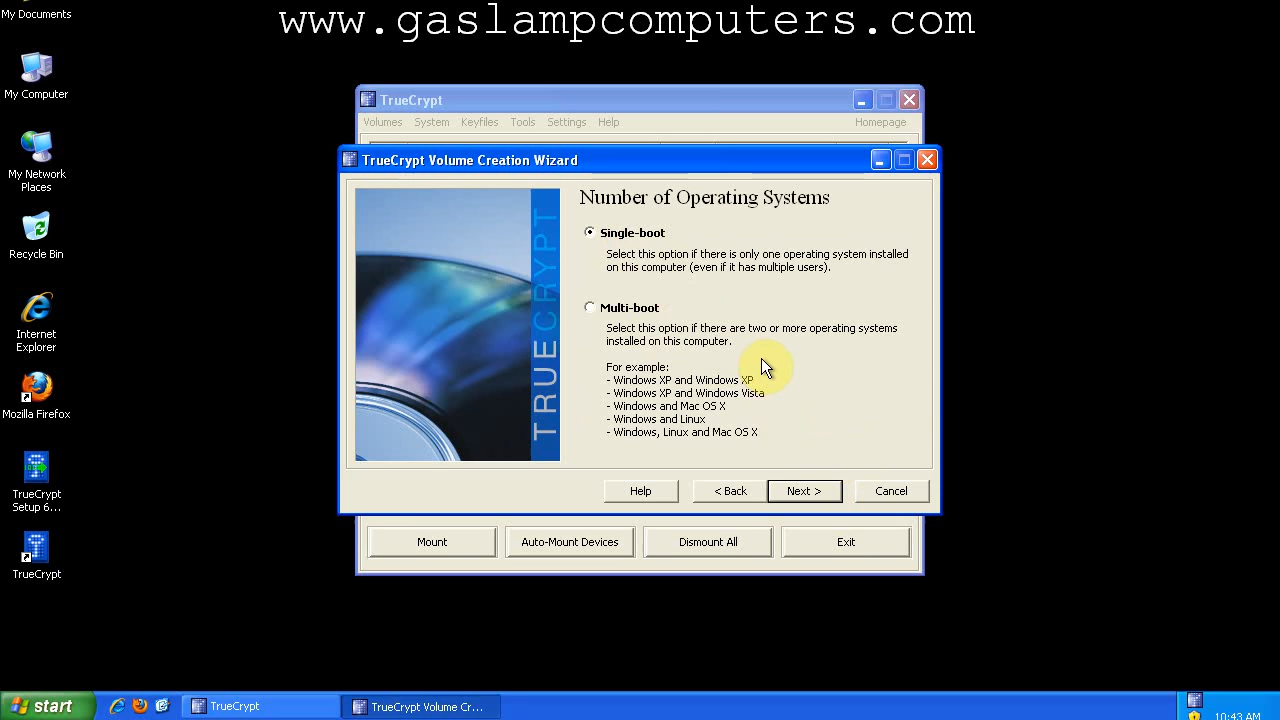 www.gaslampcomputers.com
My Documents
My Computer
My Network
Places
Recycle Bin
Internet
Explorer
Mozilla Firefox
TrueCrypt
Setup 6...
TrueCrypt
TrueCrypt
Volumes System Keyfiles Tools Settings Help Homepage
TrueCrypt Volume Creation Wizard
TRUECRYPT
Number of Operating Systems
Single-boot
Select this option if there is only one operating system installed
on this computer (even if it has multiple users).
Multi-boot
Select this option if there are two or more operating systems
installed on this computer.
For example:
- Windows XP and Windows XP
- Windows XP and Windows Vista
- Windows and Mac OS X
- Windows and Linux
- Windows, Linux and Mac OS X
Help < Back Next > Cancel
Mount Auto-Mount Devices Dismount All Exit
start TrueCrypt TrueCrypt Volume Cr... 10:43 AM